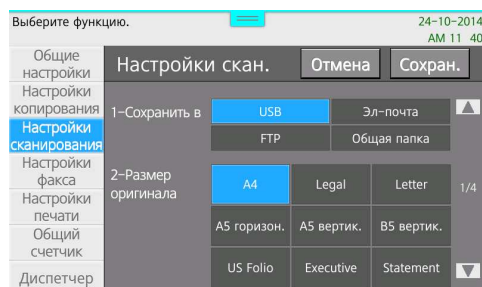 Выберите функцию.
24-10-2014
AM 11 40
Общие
настройки
Настройки
копирования
Настройки
сканирования
Настройки
факса
Настройки
печати
Общий
счетчик
Диспетчер
Настройки скан.
Отмена
Сохран.
1-Сохранить в
USB
Эл-почта
FTP
Общая папка
2-Размер
оригинала
A4
Legal
Letter
A5 горизон.
A5 вертик.
B5 вертик.
US Folio
Executive
Statement
1/4